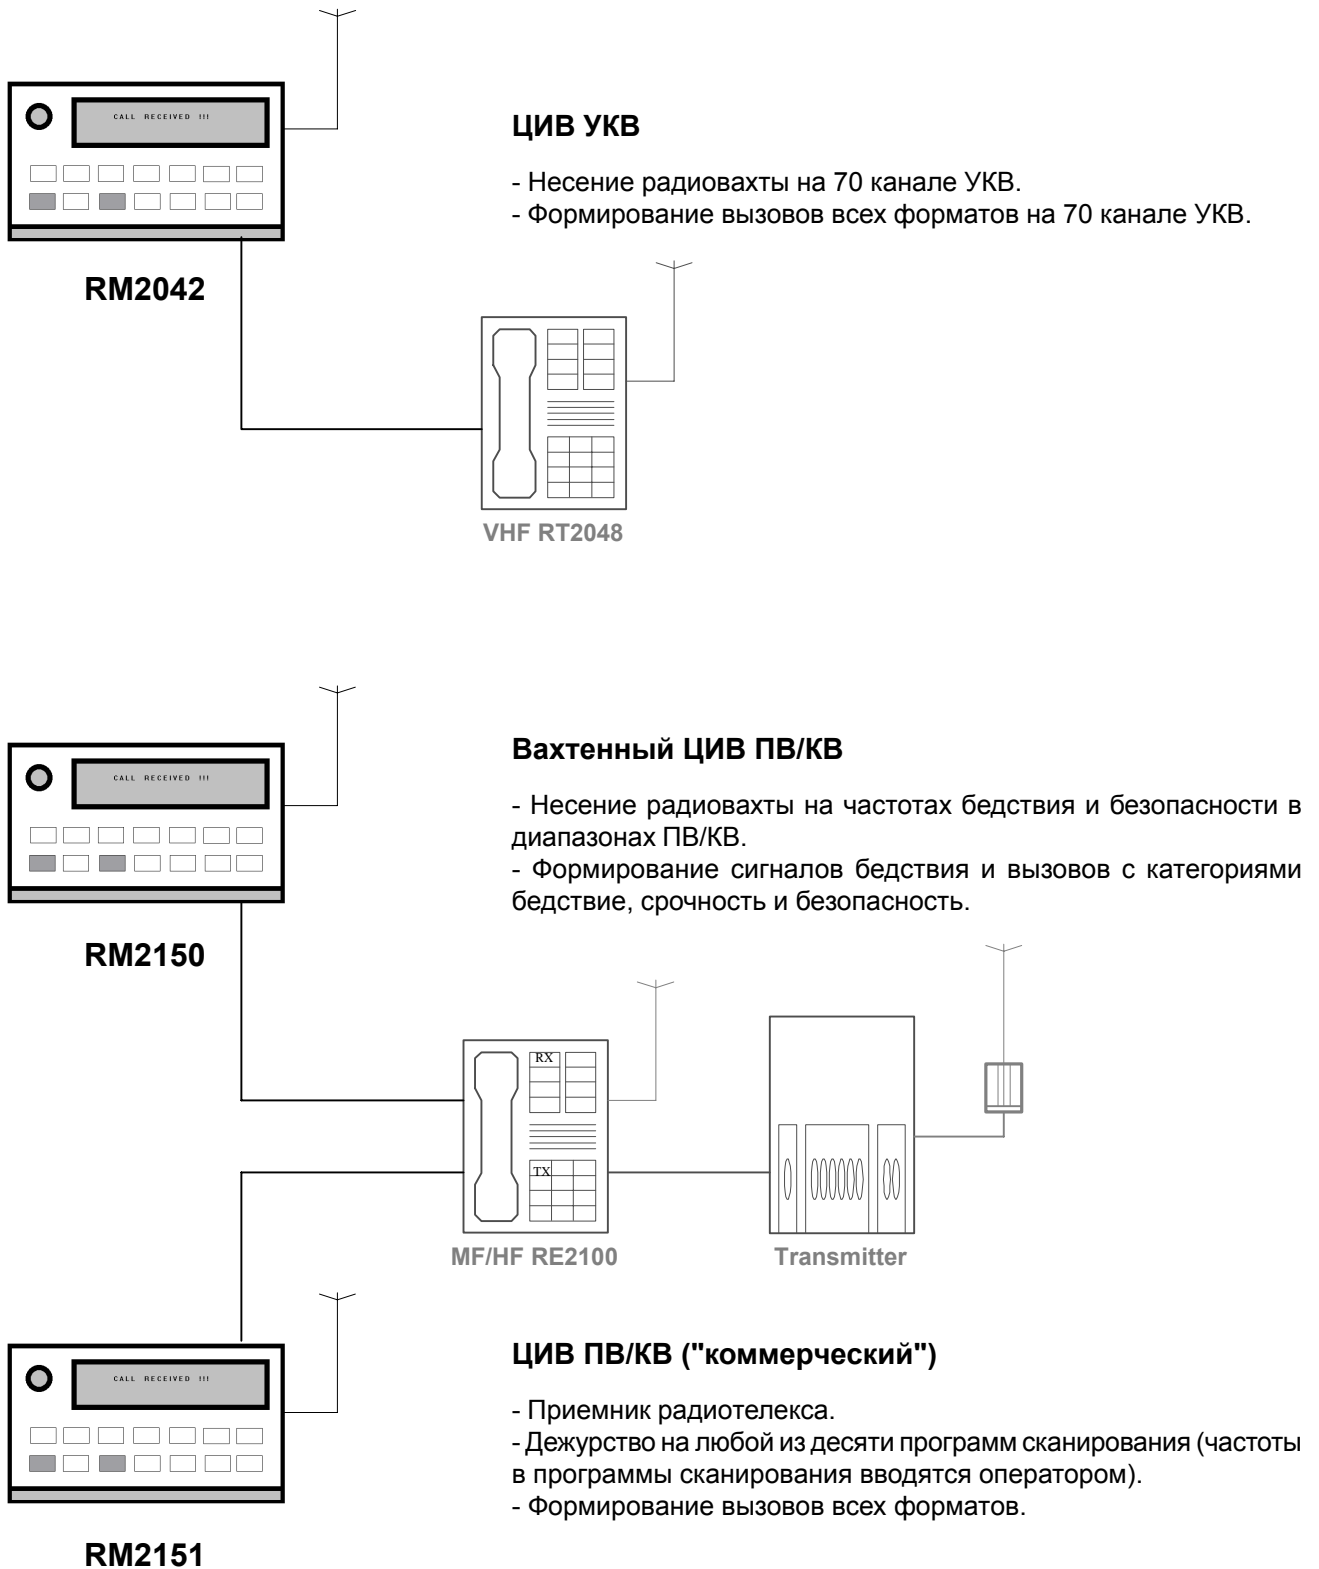 CALL RECEIVED !!!
ЦИВ УКВ
- Несение радиовахты на 70 канале УКВ.
- Формирование вызовов всех форматов на 70 канале УКВ.
RM2042
VHF RT2048
CALL RECEIVED !!!
Вахтенный ЦИВ ПВ/КВ
- Несение радиовахты на частотах бедствия и безопасности в
диапазонах ПВ/КВ.
- Формирование сигналов бедствия и вызовов с категориями
бедствие, срочность и безопасность.
RM2150
RX
TX
MF/HF RE2100
Transmitter
CALL RECEIVED !!!
ЦИВ ПВ/КВ ("коммерческий")
- Приемник радиотелекса.
- Дежурство на любой из десяти программ сканирования (частоты
в программы сканирования вводятся оператором).
- Формирование вызовов всех форматов.
RM2151